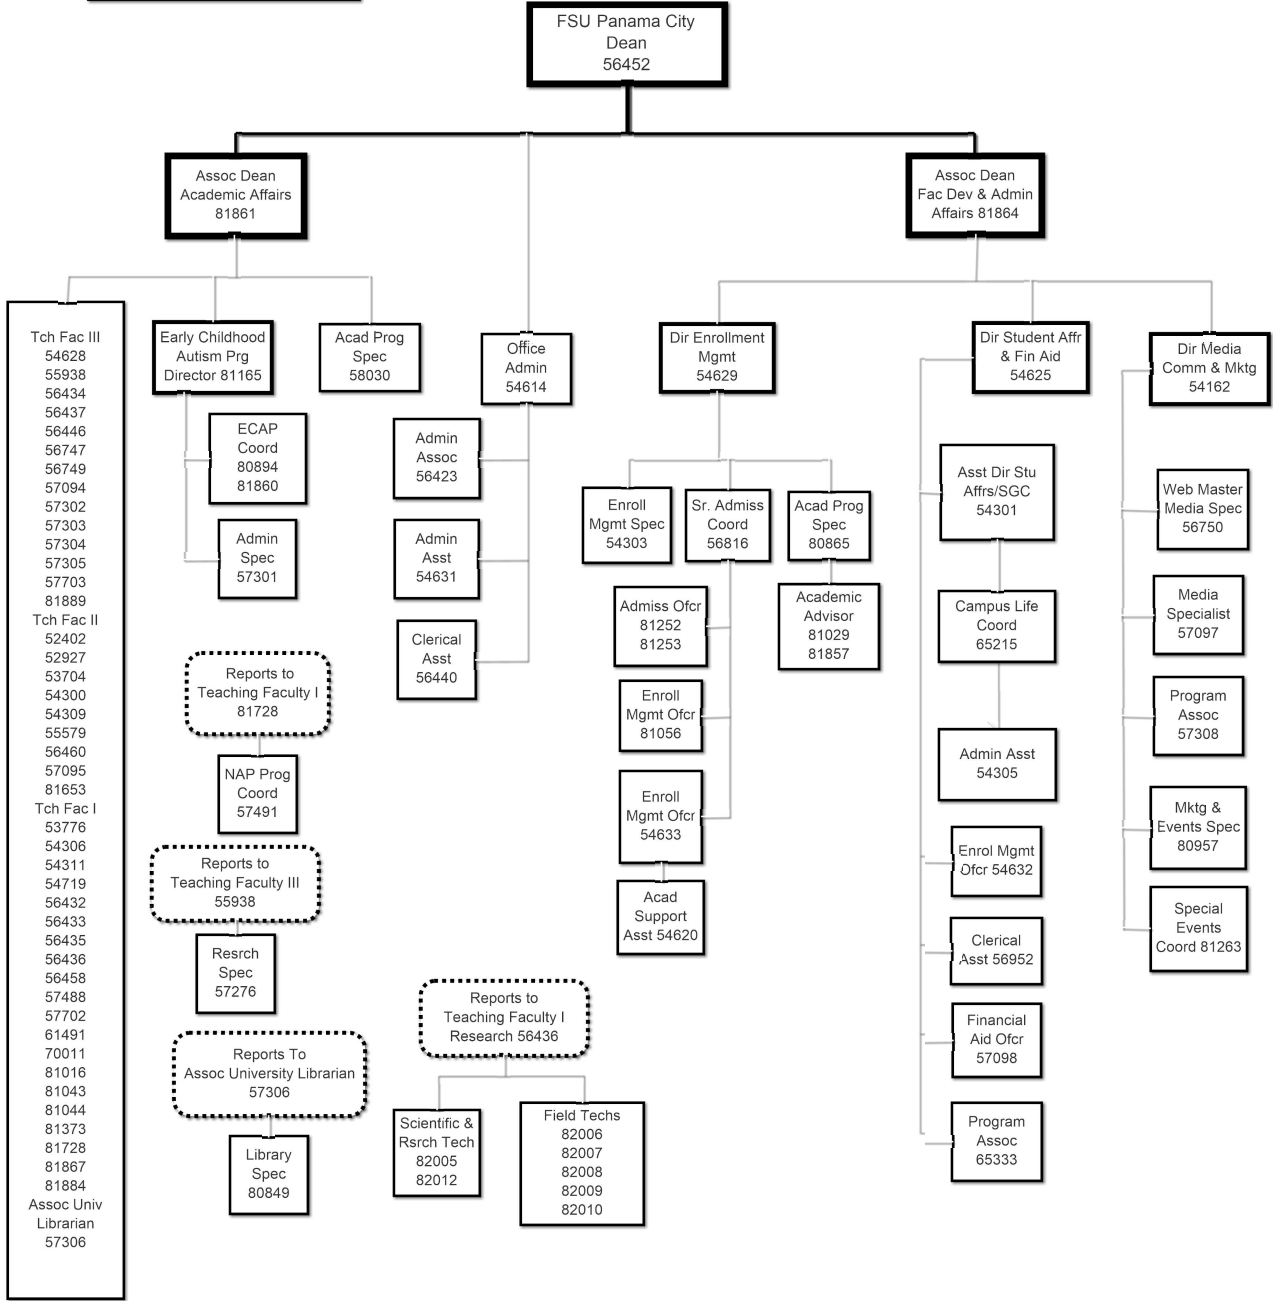 FSU Panama City
Dean
56452
Assoc Dean
Academic Affairs
81861
Assoc Dean
Fac Dev & Admin
Affairs 81864
Tch Fac III
54628
55938
56434
56437
56446
56747
56749
57094
57302
57303
57304
57305
57703
81889
Tch Fac II
52402
52927
53704
54300
54309
55579
56460
57095
81653
Tch Fac I
53776
54306
54311
54719
56432
56433
56435
56436
56458
57488
57702
61491
70011
81016
81043
81044
81373
81728
81867
81884
Assoc Univ
Librarian
57306
Early Childhood
Autism Prg
Director 81165
ECAP
Coord
80894
81860
Admin
Spec
57301
Acad Prog
Spec
58030
Reports to
Teaching Faculty I
81728
NAP Prog
Coord
57491
Reports to
Teaching Faculty III
55938
Resrch
Spec
57276
Reports To
Assoc University Librarian
57306
Library
Spec
80849
Office
Admin
54614
Admin
Assoc
56423
Admin
Asst
54631
Clerical
Asst
56440
Reports to
Teaching Faculty I
Research 56436
Scientific &
Rsrch Tech
82005
82012
Field Techs
82006
82007
82008
82009
82010
Dir Enrollment
Mgmt
54629
Enroll
Mgmt Spec
54303
Sr. Admiss
Coord
56816
Acad Prog
Spec
80865
Admiss Ofcr
81252
81253
Enroll
Mgmt Ofcr
81056
Enroll
Mgmt Ofcr
54633
Acad
Support
Asst 54620
Academic
Advisor
81029
81857
Dir Student Affr
& Fin Aid
54625
Asst Dir Stu
Affrs/SGC
54301
Campus Life
Coord
65215
Admin Asst
54305
Enrol Mgmt
Ofcr 54632
Clerical
Asst 56952
Financial
Aid Ofcr
57098
Program
Assoc
65333
Dir Media
Comm & Mktg
54162
Web Master
Media Spec
56750
Media
Specialist
57097
Program
Assoc
57308
Mktg &
Events Spec
80957
Special
Events
Coord 81263